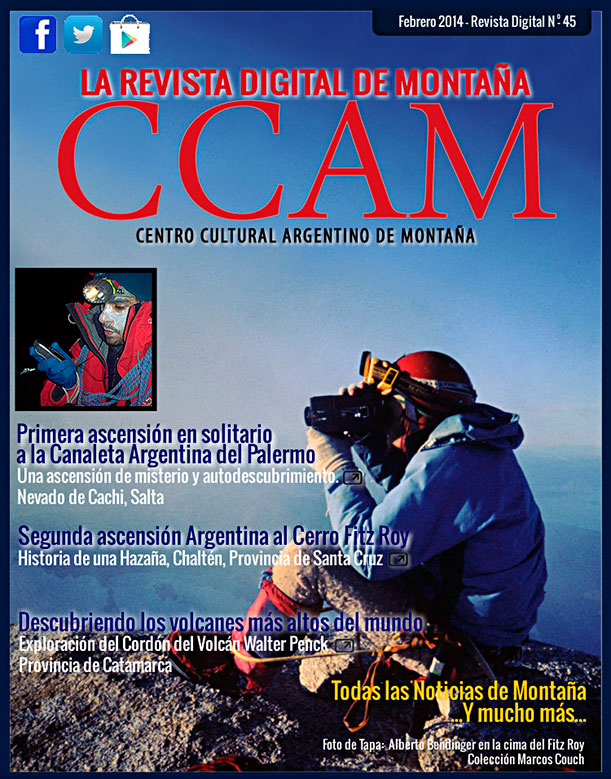 Febrero 2014 - Revista Digital Nº 45
LA REVISTA DIGITAL DE MONTAÑA
CCAM
CENTRO CULTURAL ARGENTINO DE MONTAÑA
Primera ascensión en solitario
a la Canaleta Argentina del Palermo
Una ascensión de misterio y autodescubrimiento.
Nevado de Cachi, Salta
Segunda ascensión Argentina al Cerro Fitz Roy
Historia de una Hazaña, Chaltén, Provincia de Santa Cruz
Descubriendo los volcanes más altos del mundo
Exploración del Cordón del Volcán Walter Penck
Provincia de Catamarca
Todas las Noticias de Montaña
...Y mucho más...
Foto de Tapa: Alberto Bendinger en la cima del Fitz Roy
Colección Marcos Couch